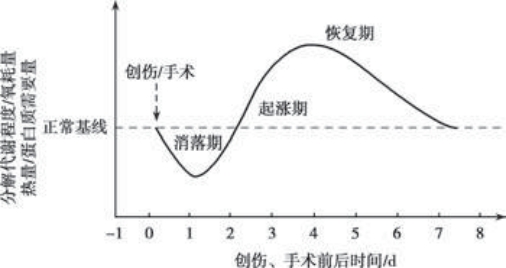 恢复期
创伤/手术
起涨期
正常基线
消落期
分解代谢程度/氧耗量
热量/蛋白质需要量
-1 0 1 2 3 4 5 6 7 8
创伤、手术前后时间/d